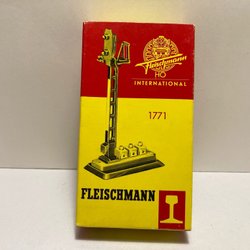 Fleischmann
HO
INTERNATIONAL
1771
FLEISCHMANN